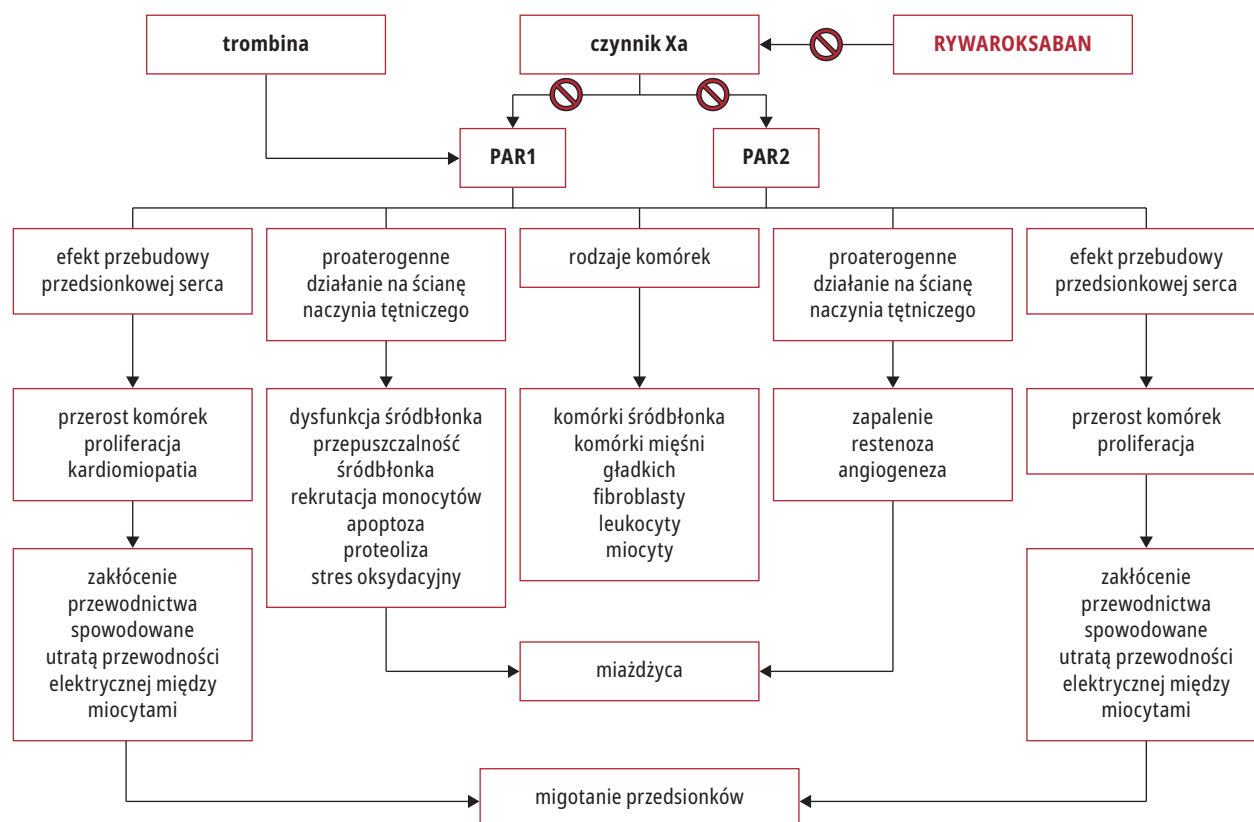 trombina
czynnik Xa
RYWAROKSABAN
PAR1
PAR2
efekt przebudowy
przedsionkowej serca
proaterogenne
działanie na ścianę
naczynia tętniczego
rodzaje komórek
proaterogenne
działanie na ścianę
naczynia tętniczego
efekt przebudowy
przedsionkowej serca
przerost komórek
proliferacja
kardiomiopatia
dysfunkcja śródbłonka
przepuszczalność
śródbłonka
rekrutacja monocytów
apoptoza
proteoliza
stres oksydacyjny
komórki śródbłonka
komórki mięśni
gładkich
fibroblasty
leukocyty
miocyty
zapalenie
restenoza
angiogeneza
przerost komórek
proliferacja
zakłócenie
przewodnictwa
spowodowane
utratą przewodności
elektrycznej między
miocytami
miażdżyca
zakłócenie
przewodnictwa
spowodowane
utratą przewodności
elektrycznej między
miocytami
migotanie przedsionków